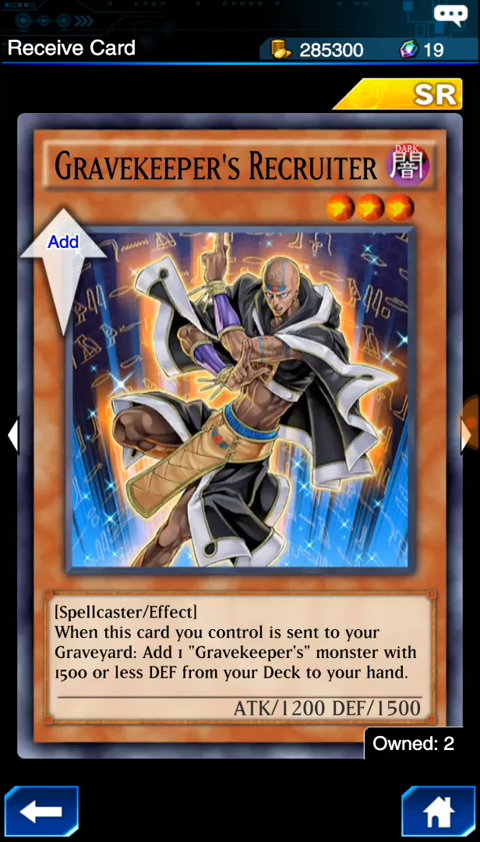 Receive Card
285300
19
SR
GRAVEKEEPER'S RECRUITER
DARK
闇
Add
[Spellcaster/Effect]
When this card you control is sent to your
Graveyard: Add 1 "Gravekeeper's" monster with
1500 or less DEF from your Deck to your hand.
ATK/1200 DEF/1500
Owned: 2